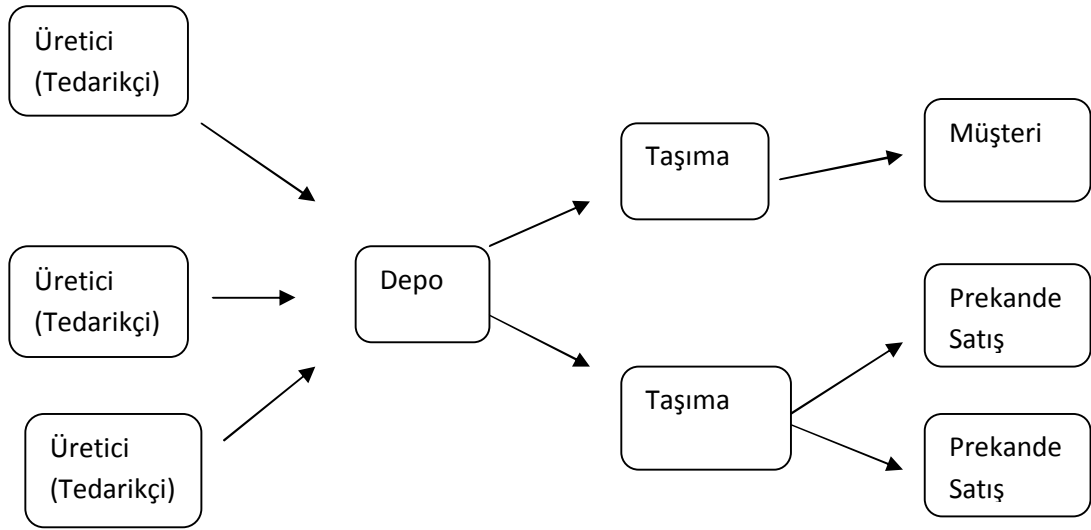 Üretici
(Tedarikçi)
Üretici
(Tedarikçi)
Üretici
(Tedarikçi)
Depo
Taşıma
Taşıma
Müşteri
Prekande
Satış
Prekande
Satış